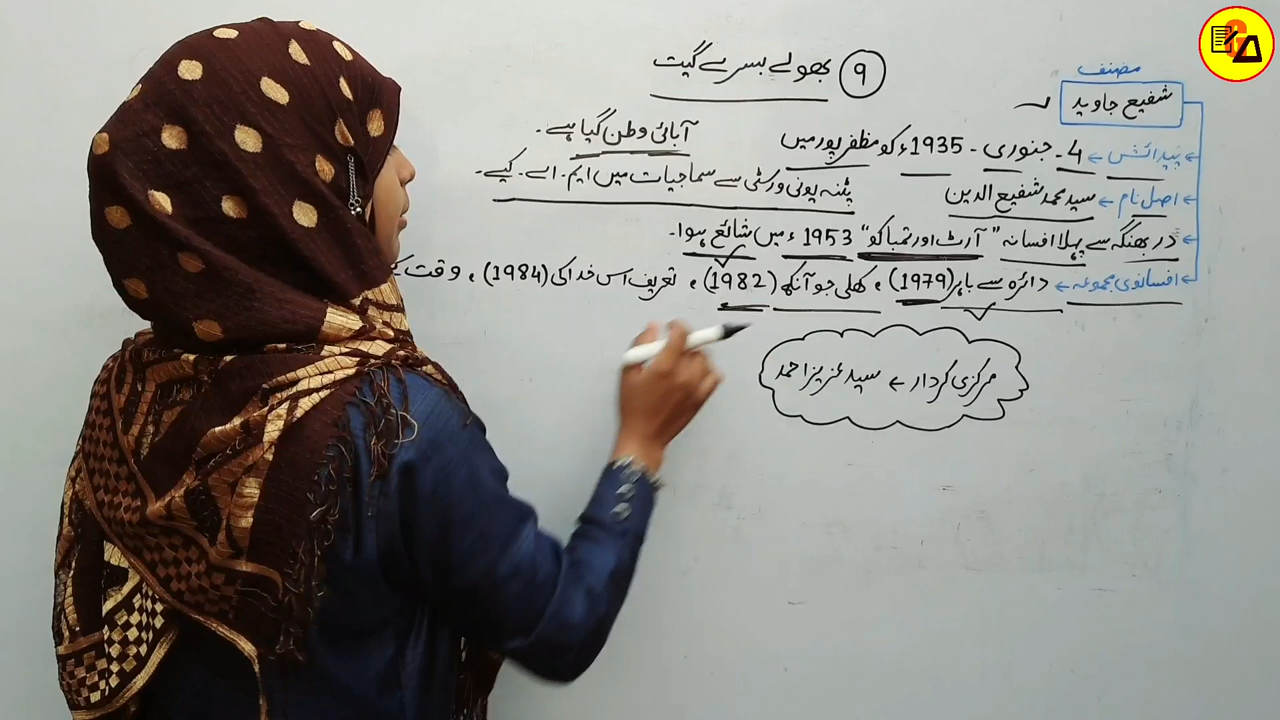 ۹ بھولے بسرے گیت
مصنف
شفیع جاوید
پیدائش ← 4۔ جنوری ۔ 1935ء کو مظفر پور میں آبائی وطن گیا ہے۔
اصل نام ← سید محمد شفیع الدین پٹنہ یونی ورسٹی سے سماجیات میں ایم۔ اے۔ کیے۔
← دربھنگہ سے پہلا افسانہ "آرٹ اور تمباکو" 1953ء میں شائع ہوا۔
افسانوی مجموعہ ← دائرہ سے باہر (1979)، کھلی جو آنکھ (1982)، تعریف اس خدا کی (1984)، وقت
مرکزی کردار ← سید عزیز احمد